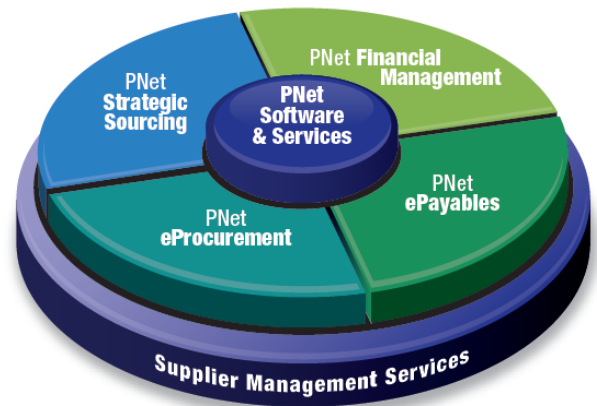 PNet Financial
Management
PNet
Strategic
Sourcing
PNet
Software
& Services
PNet
ePayables
PNet
eProcurement
Supplier Management Services